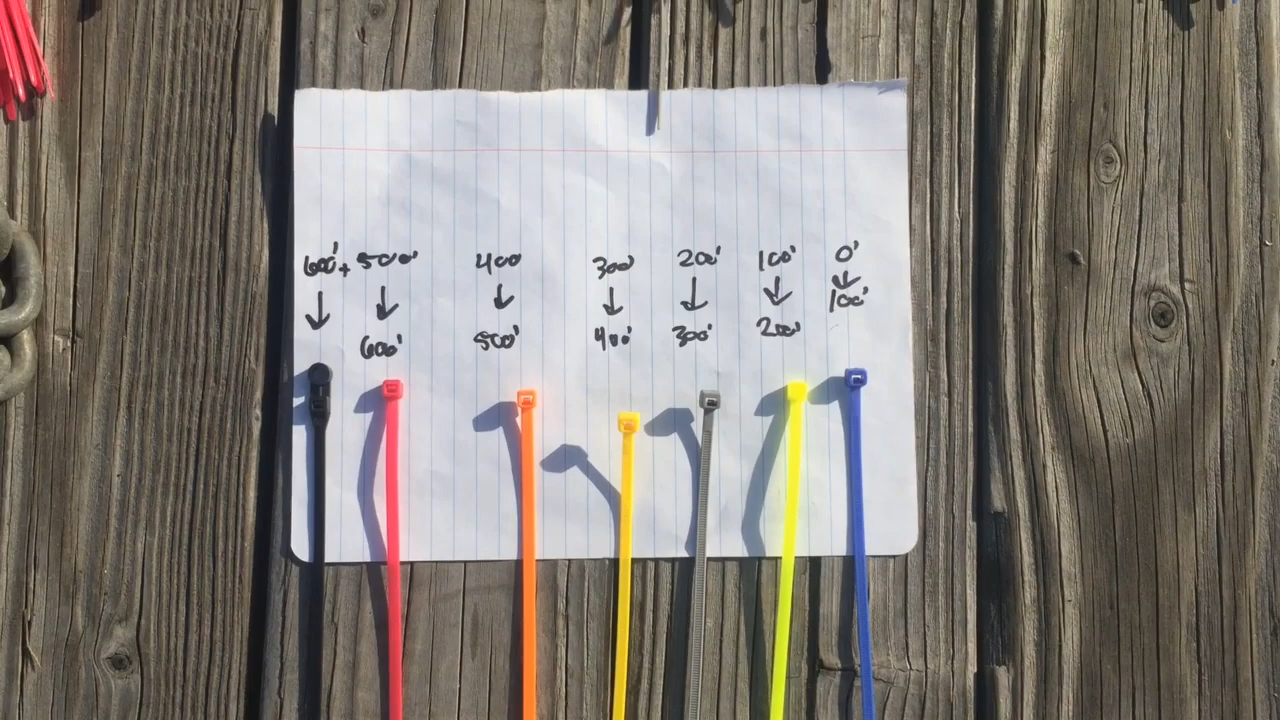 600'+ 500' 400 300' 200' 100' 0'
↓ ↓ ↓ ↓ ↓ ↓ ↓
600' 500' 400' 300' 200' 100'